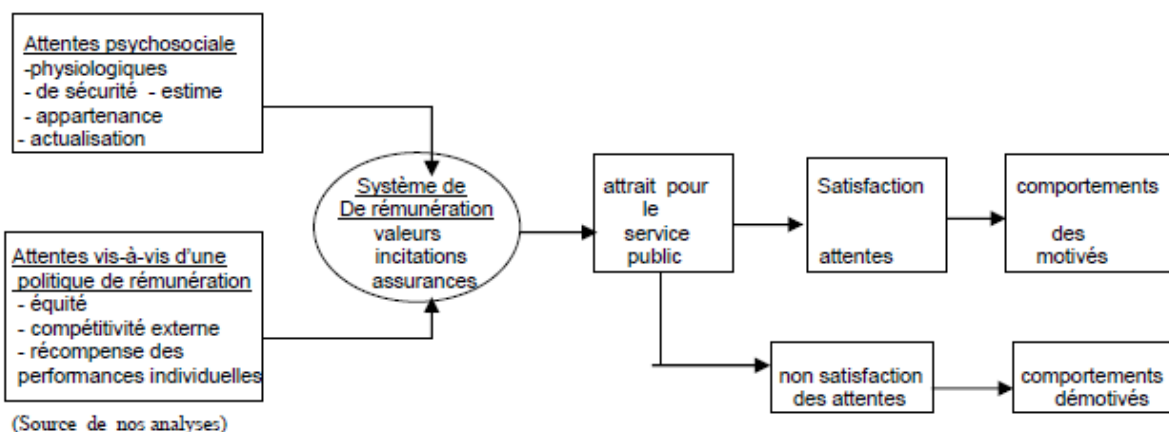 Attentes psychosociale
-physiologiques
- de sécurité - estime
- appartenance
- actualisation
Attentes vis-à-vis d'une
politique de rémunération
- équité
- compétitivité externe
- récompense des
performances individuelles
(Source de nos analyses)
Système de
De rémunération
valeurs
incitations
assurances
attrait pour
le
service
public
Satisfaction
attentes
comportements
des
motivés
non satisfaction
des attentes
comportements
démotivés